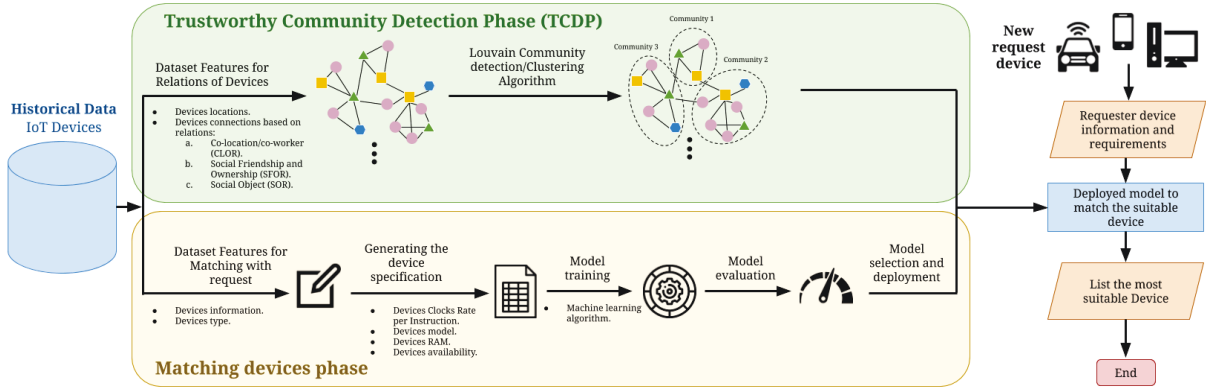 Trustworthy Community Detection Phase (TCDP)
Historical Data
IoT Devices
Dataset Features for
Relations of Devices
• Devices locations.
• Devices connections based on
relations:
a. Co-location/co-worker
(CLOR).
b. Social Friendship and
Ownership (SFOR).
c. Social Object (SOR).
Louvain Community
detection/Clustering
Algorithm
Community 1
Community 3
Community 2
Dataset Features for
Matching with
request
• Devices information.
• Devices type.
Generating the
device
specification
• Devices Clocks Rate
per Instruction.
• Devices model.
• Devices RAM.
• Devices availability.
Model
training
• Machine learning
algorithm.
Model
evaluation
Model
selection and
deployment
Matching devices phase
New
request
device
Requester device
information and
requirements
Deployed model to
match the suitable
device
List the most
suitable Device
End